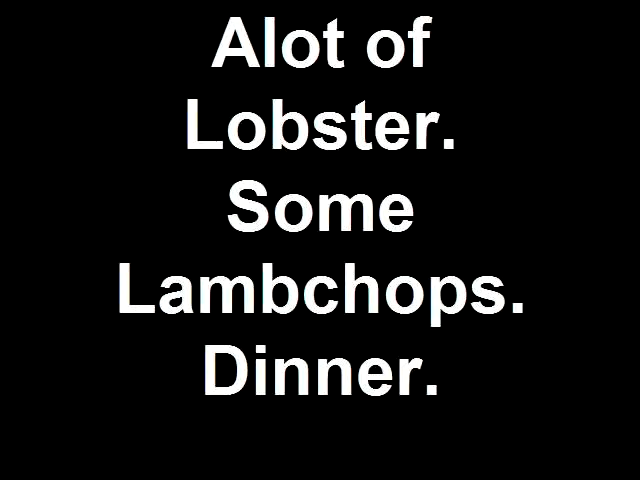 Alot of
Lobster.
Some
Lambchops.
Dinner.